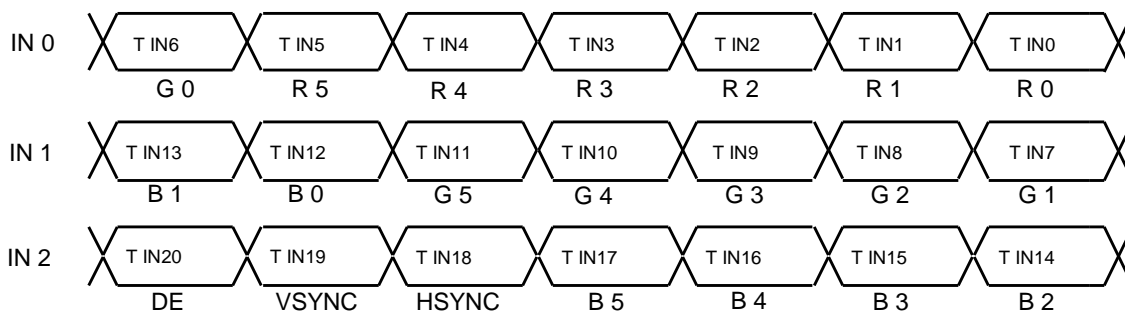 IN 0 T IN6 T IN5 T IN4 T IN3 T IN2 T IN1 T IN0
G 0 R 5 R 4 R 3 R 2 R 1 R 0
IN 1 T IN13 T IN12 T IN11 T IN10 T IN9 T IN8 T IN7
B 1 B 0 G 5 G 4 G 3 G 2 G 1
IN 2 T IN20 T IN19 T IN18 T IN17 T IN16 T IN15 T IN14
DE VSYNC HSYNC B 5 B 4 B 3 B 2